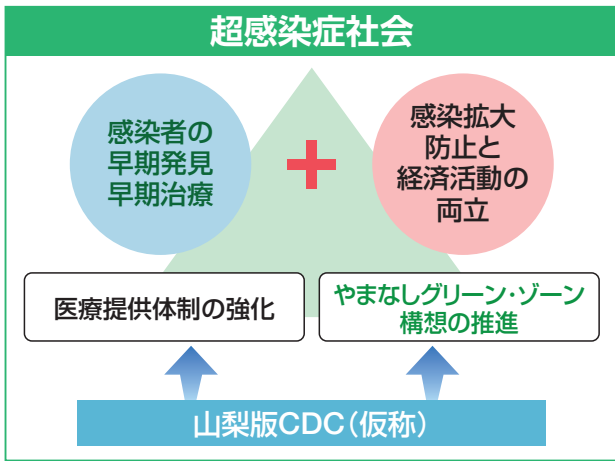 超感染症社会
感染者の
早期発見
早期治療
+
感染拡大
防止と
経済活動の
両立
医療提供体制の強化
やまなしグリーン・ゾーン
構想の推進
山梨版CDC(仮称)